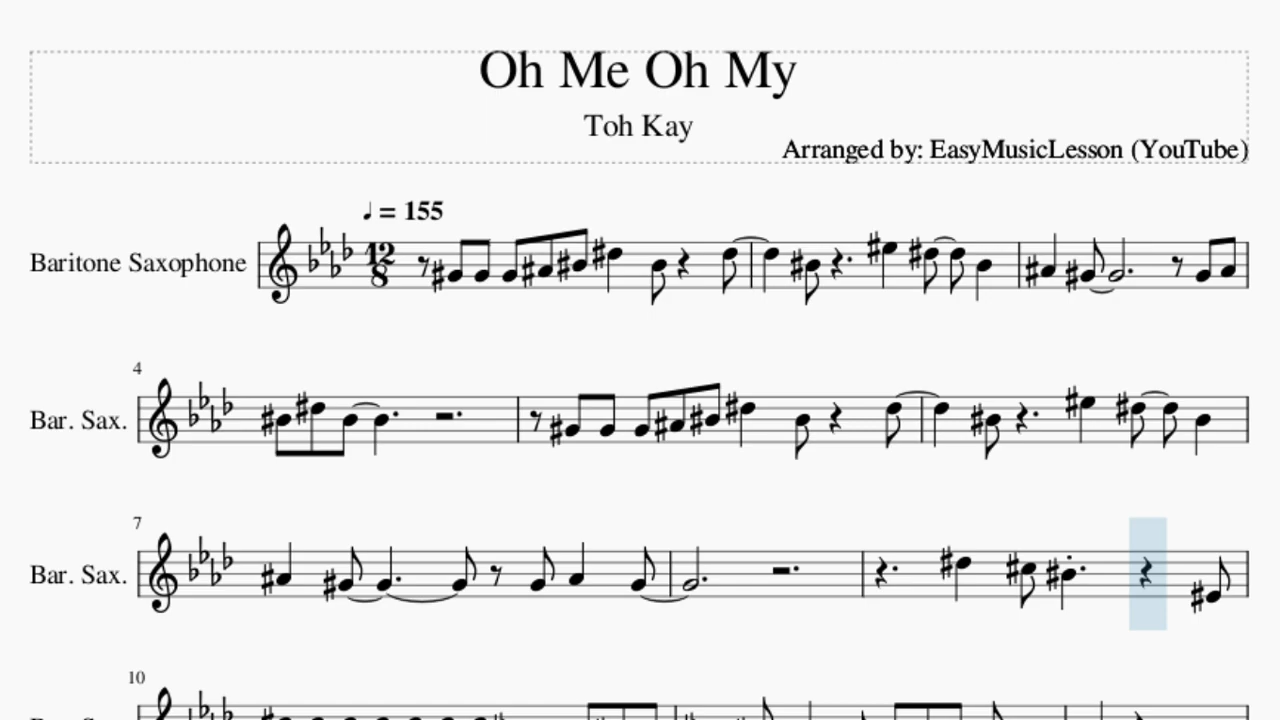 Oh Me Oh My
Toh Kay
Arranged by: EasyMusicLesson (YouTube)
♩ = 155
Baritone Saxophone
12
8
4
Bar. Sax.
7
Bar. Sax.
10